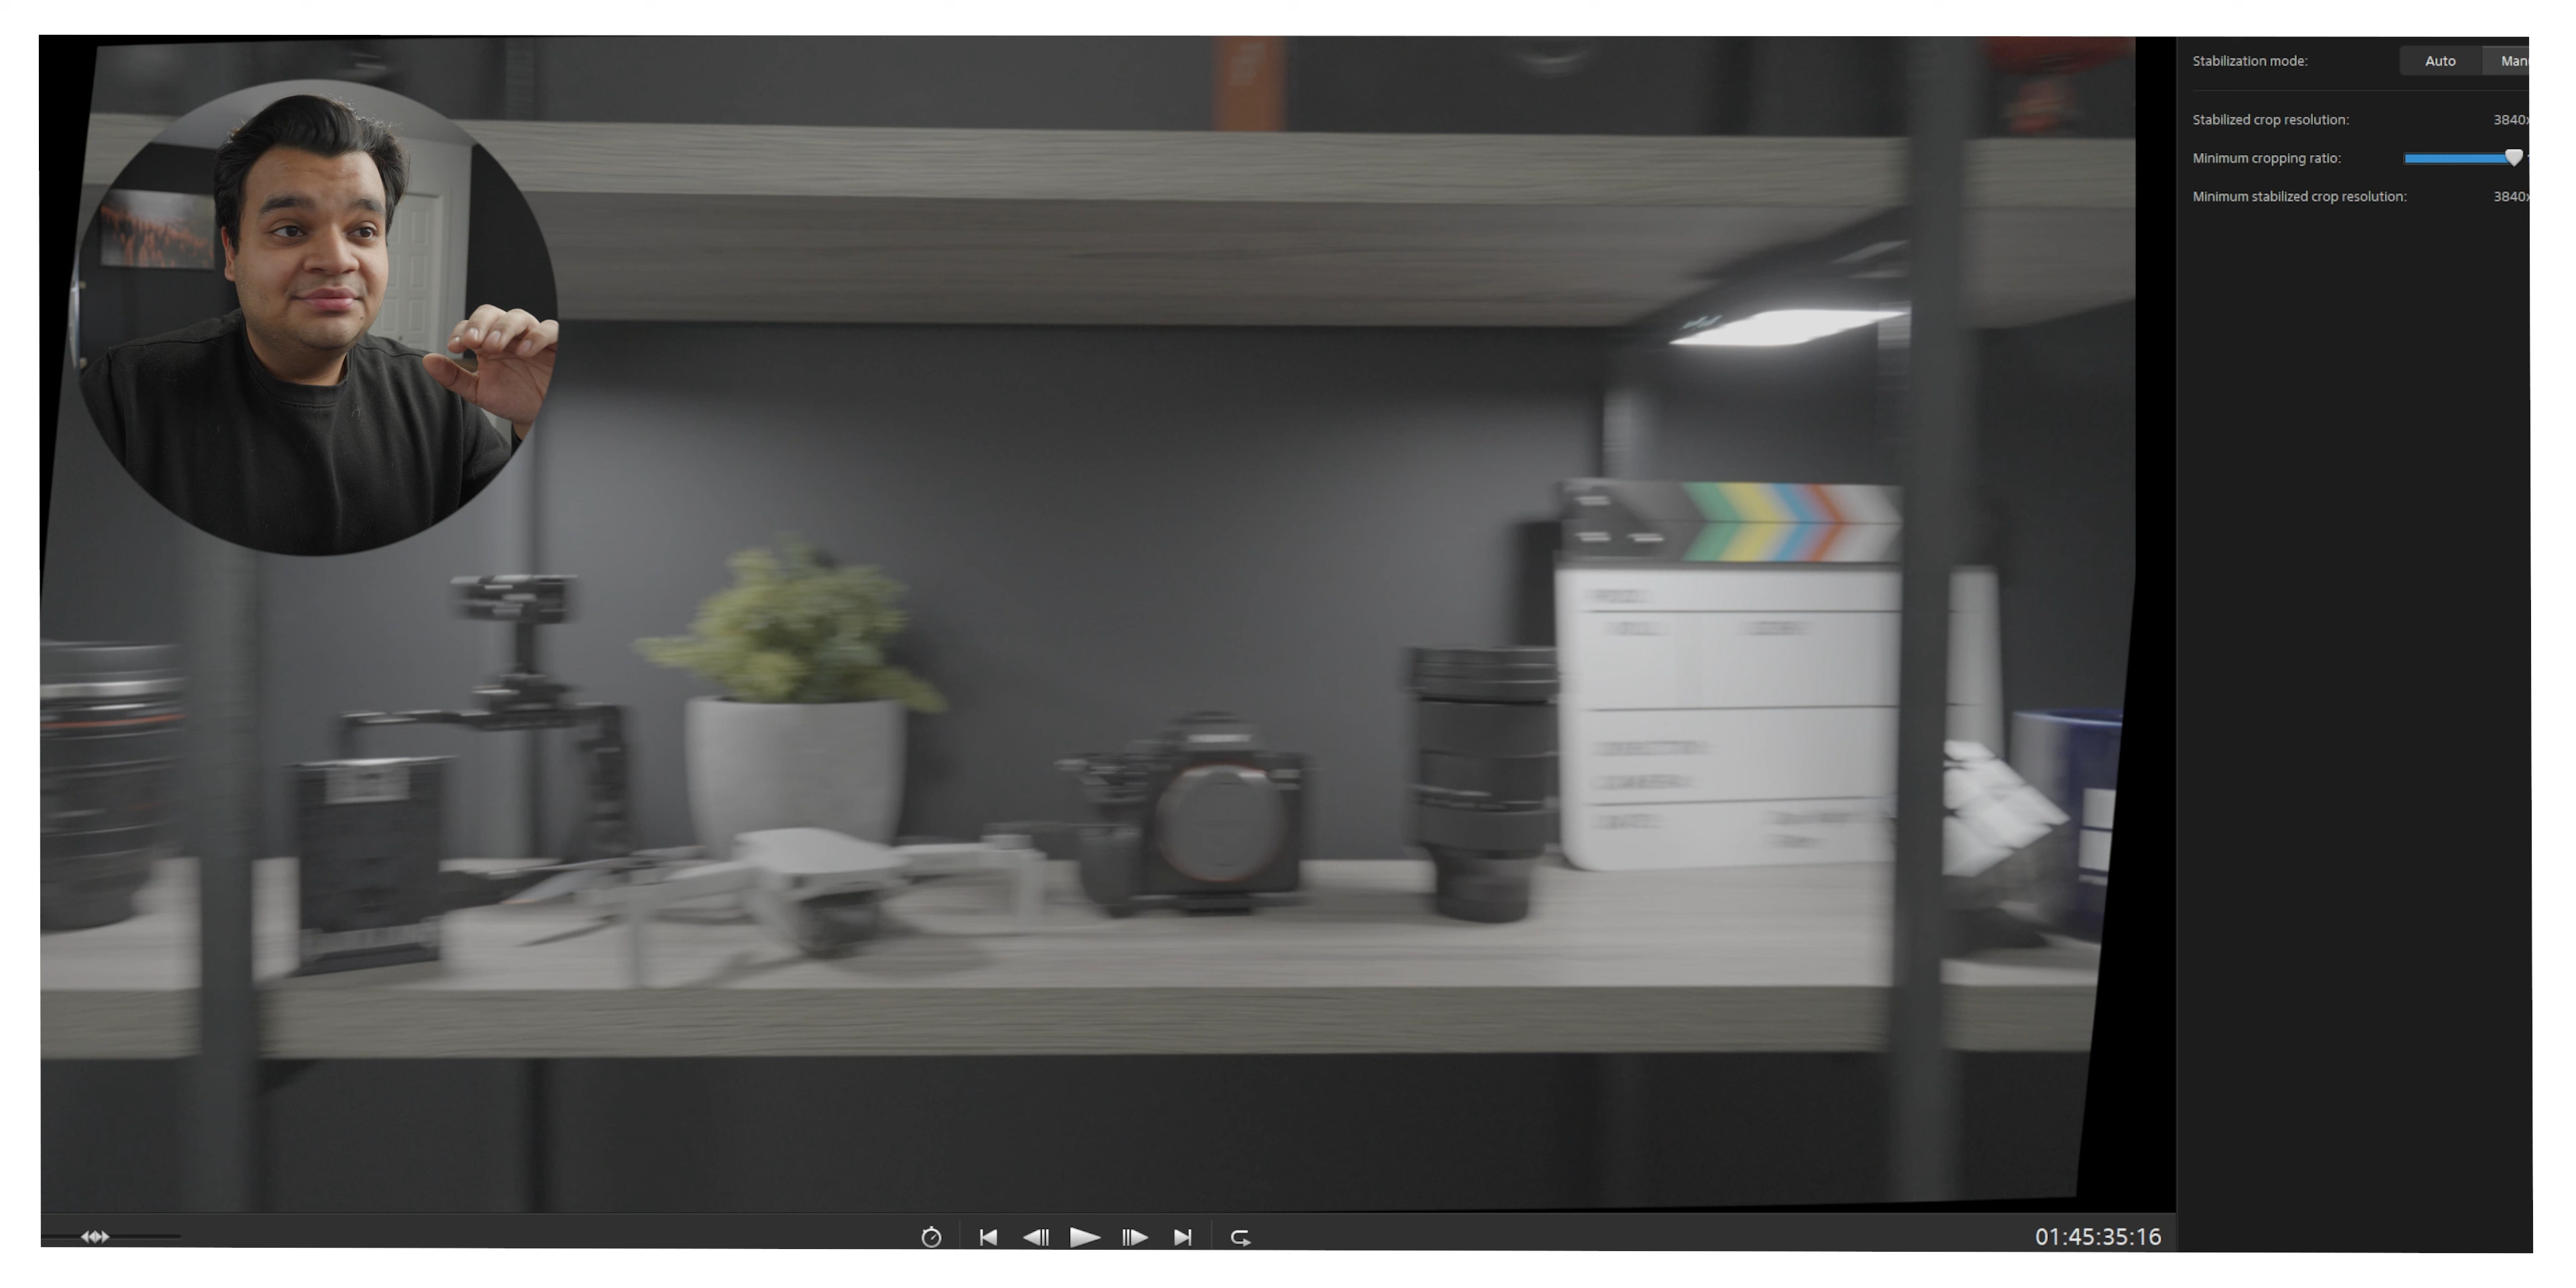 Stabilization mode:
Auto
Stabilized crop resolution:
Minimum cropping ratio:
Minimum stabilized crop resolution:
01:45:35:16